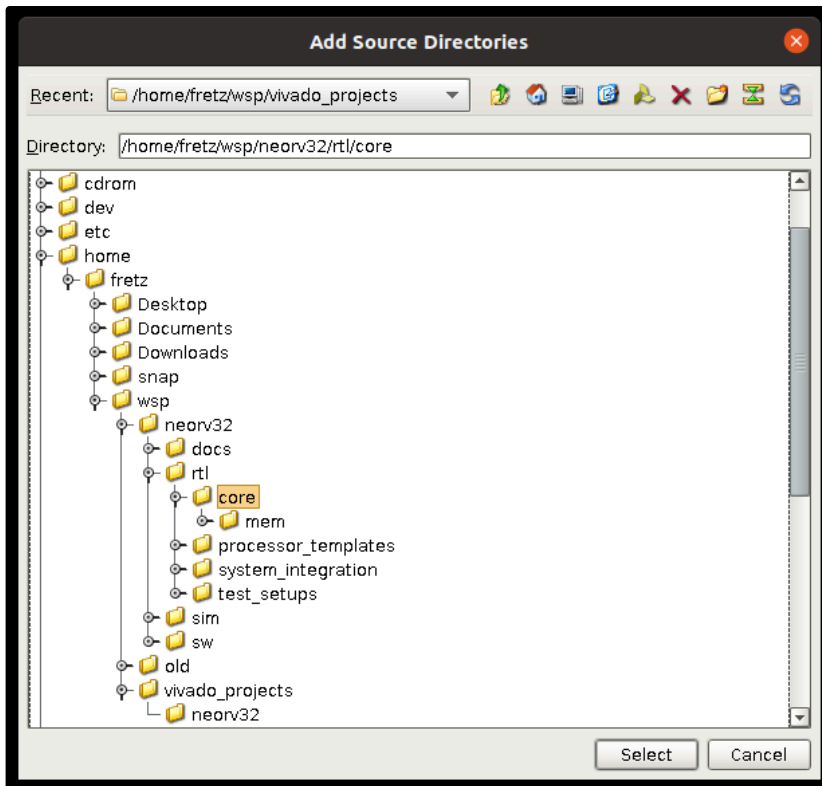 Add Source Directories
Recent: /home/fretz/wsp/vivado_projects
Directory: /home/fretz/wsp/neorv32/rtl/core
cdrom
dev
etc
home
fretz
Desktop
Documents
Downloads
snap
wsp
neorv32
docs
rtl
core
mem
processor_templates
system_integration
test_setups
sim
sw
old
vivado_projects
neorv32
Select Cancel